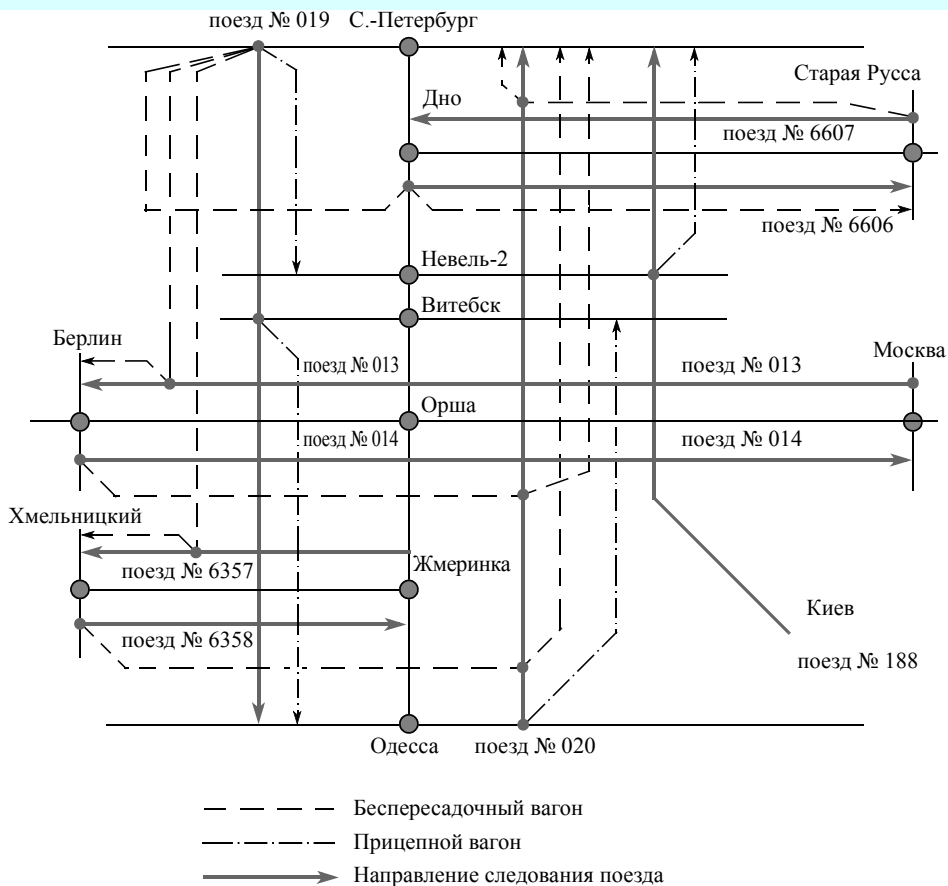 поезд № 019 С.-Петербург
Старая Русса
Дно
поезд № 6607
поезд № 6606
Невель-2
Витебск
Берлин
поезд № 013
поезд № 013
Москва
Орша
поезд № 014
поезд № 014
Хмельницкий
поезд № 6357
Жмеринка
Киев
поезд № 6358
поезд № 188
Одесса
поезд № 020
Беспересадочный вагон
Прицепной вагон
Направление следования поезда